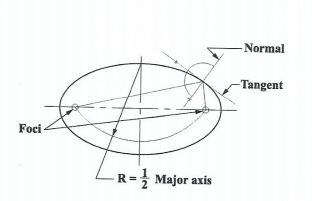 Normal
Tangent
Foci
R = 1/2 Major axis